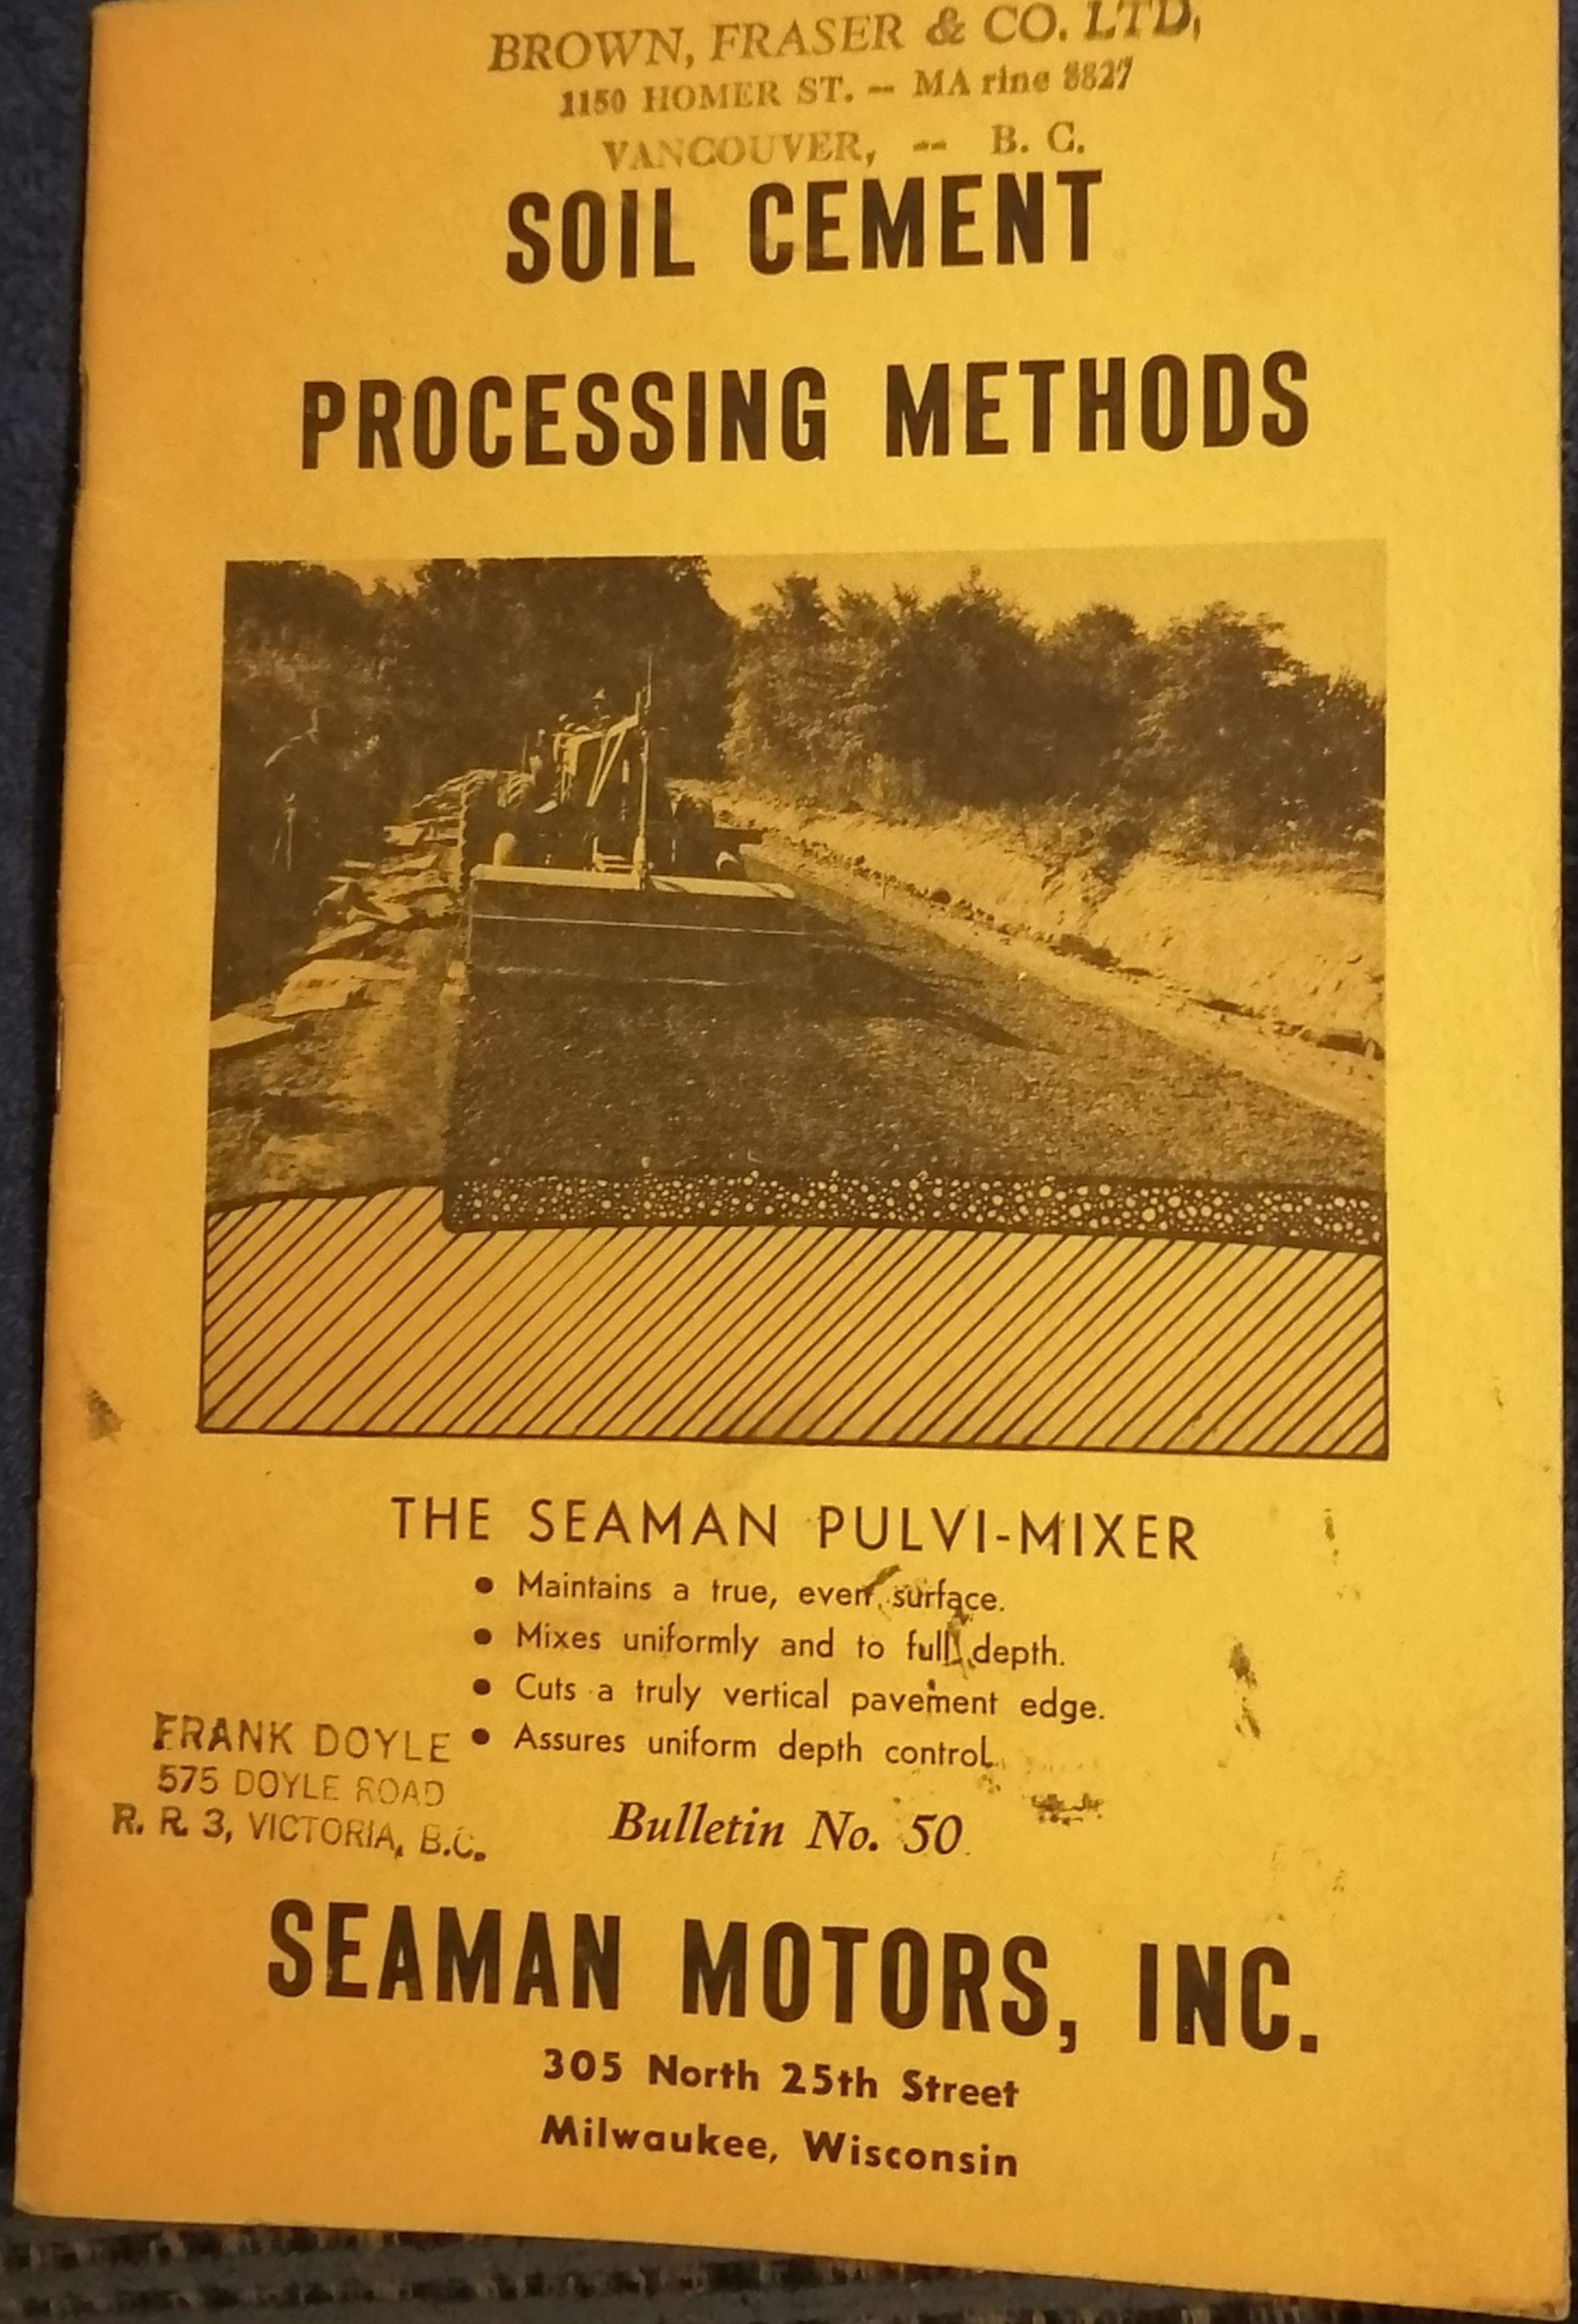 BROWN, FRASER & CO. LTD,
1150 HOMER ST. -- MA rine 8827
VANCOUVER, -- B. C.
SOIL CEMENT
PROCESSING METHODS
THE SEAMAN PULVI-MIXER
• Maintains a true, even surface.
• Mixes uniformly and to full depth.
• Cuts a truly vertical pavement edge.
• Assures uniform depth control.
FRANK DOYLE
575 DOYLE ROAD
R. R. 3, VICTORIA, B.C.
Bulletin No. 50
SEAMAN MOTORS, INC.
305 North 25th Street
Milwaukee, Wisconsin